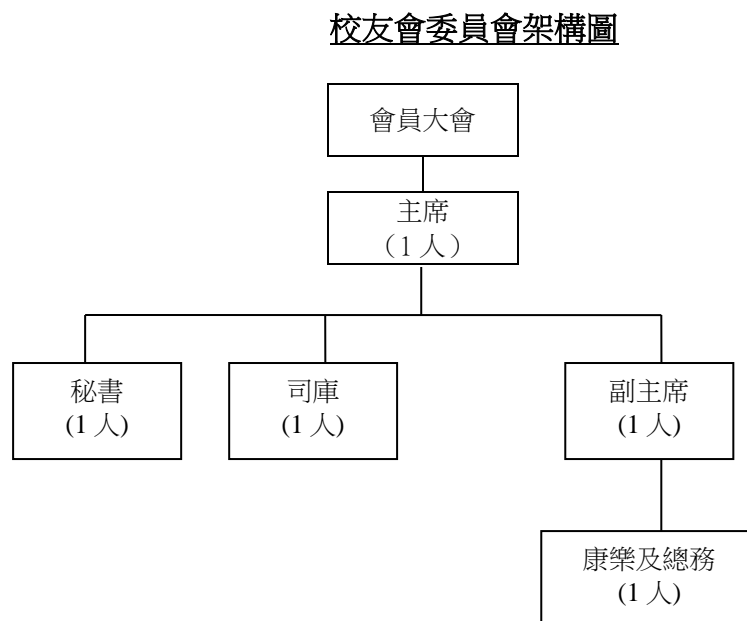 校友會委員會架構圖
會員大會
主席
（1 人）
秘書
(1 人)
司庫
(1 人)
副主席
(1 人)
康樂及總務
(1 人)